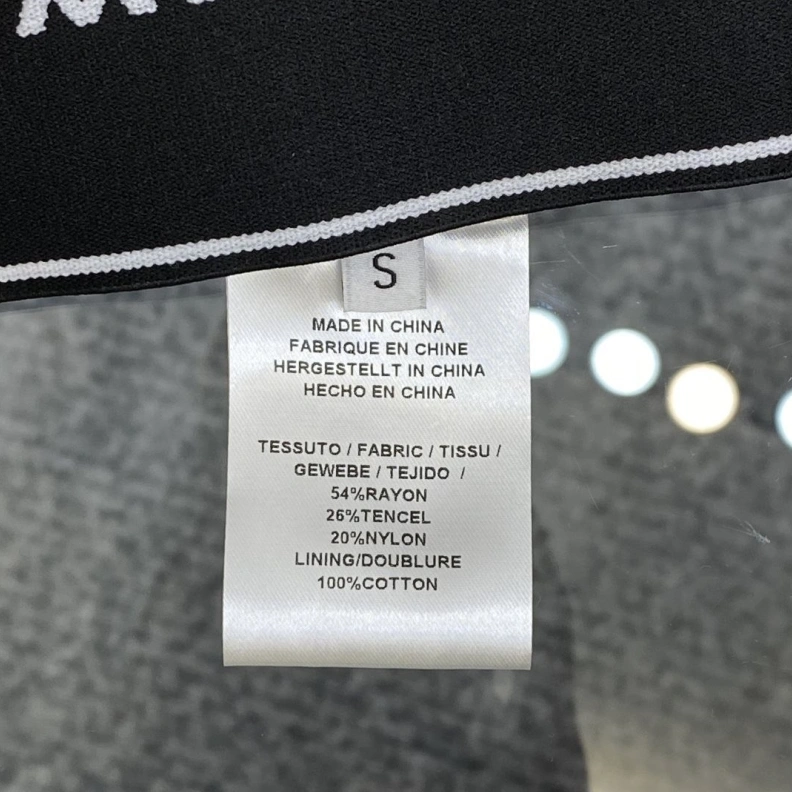 S
MADE IN CHINA
FABRIQUE EN CHINE
HERGESTELLT IN CHINA
HECHO EN CHINA
TESSUTO / FABRIC / TISSU /
GEWEBE / TEJIDO /
54%RAYON
26%TENCEL
20%NYLON
LINING/DOUBLURE
100%COTTON